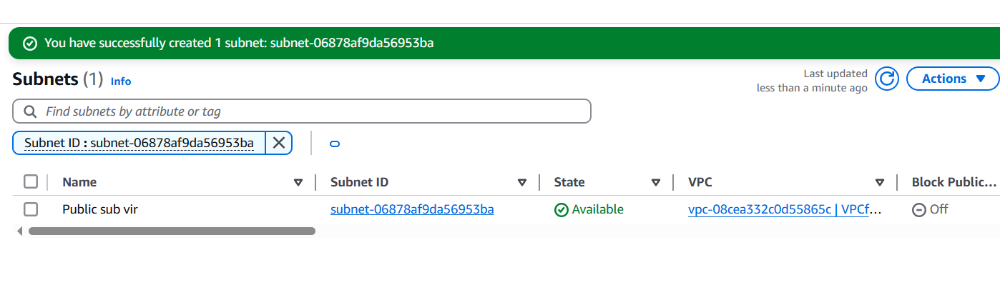 You have successfully created 1 subnet: subnet-06878af9da56953ba
Subnets (1) Info
Last updated
less than a minute ago
Actions
Find subnets by attribute or tag
Subnet ID : subnet-06878af9da56953ba
Name Subnet ID State VPC Block Public...
Public sub vir subnet-06878af9da56953ba Available vpc-08cea332c0d55865c | VPCf... Off